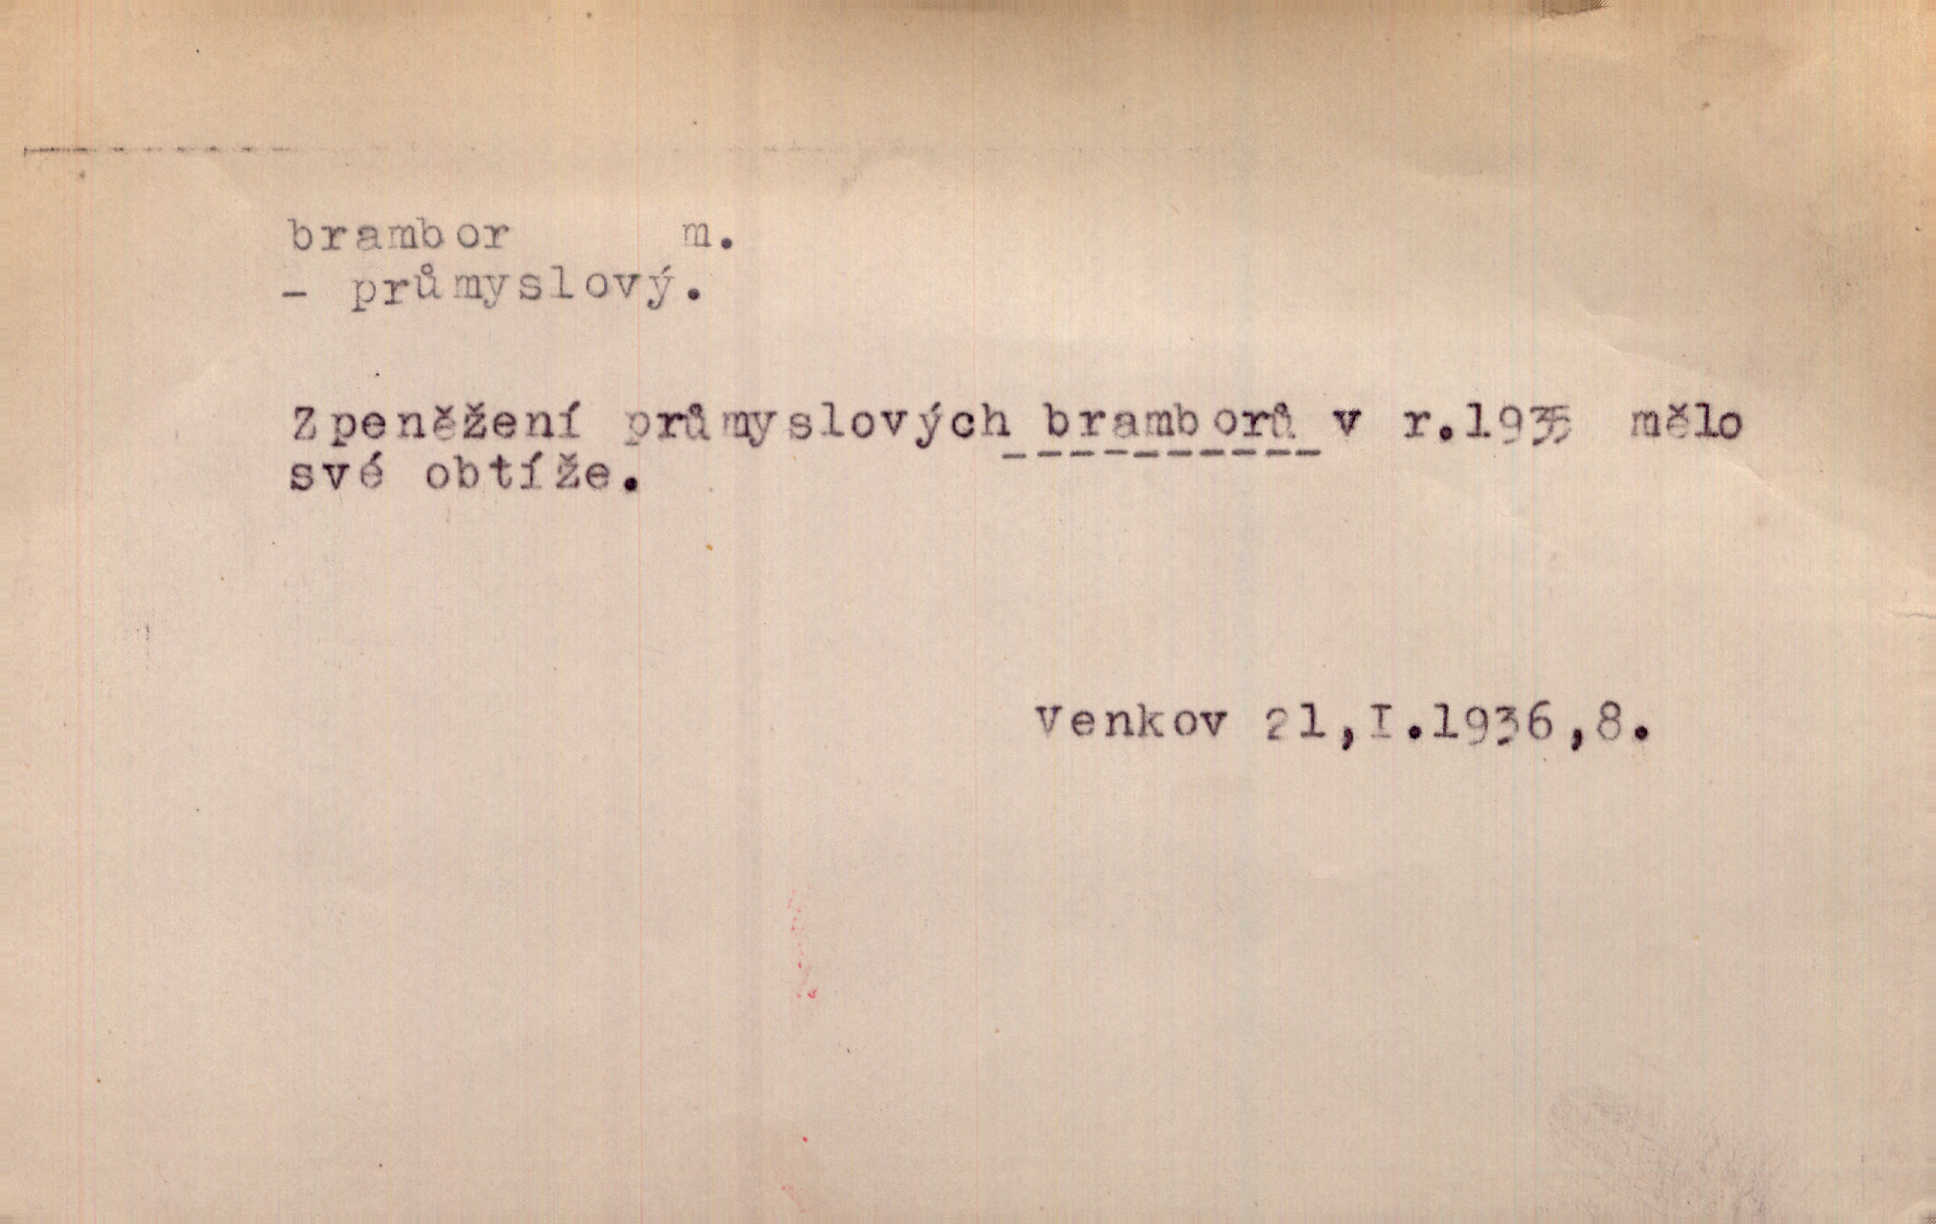 brambor m.
- průmyslový.
Zpeněžení průmyslových bramborů v r.1935 mělo
své obtíže.
Venkov 21,I.1936,8.